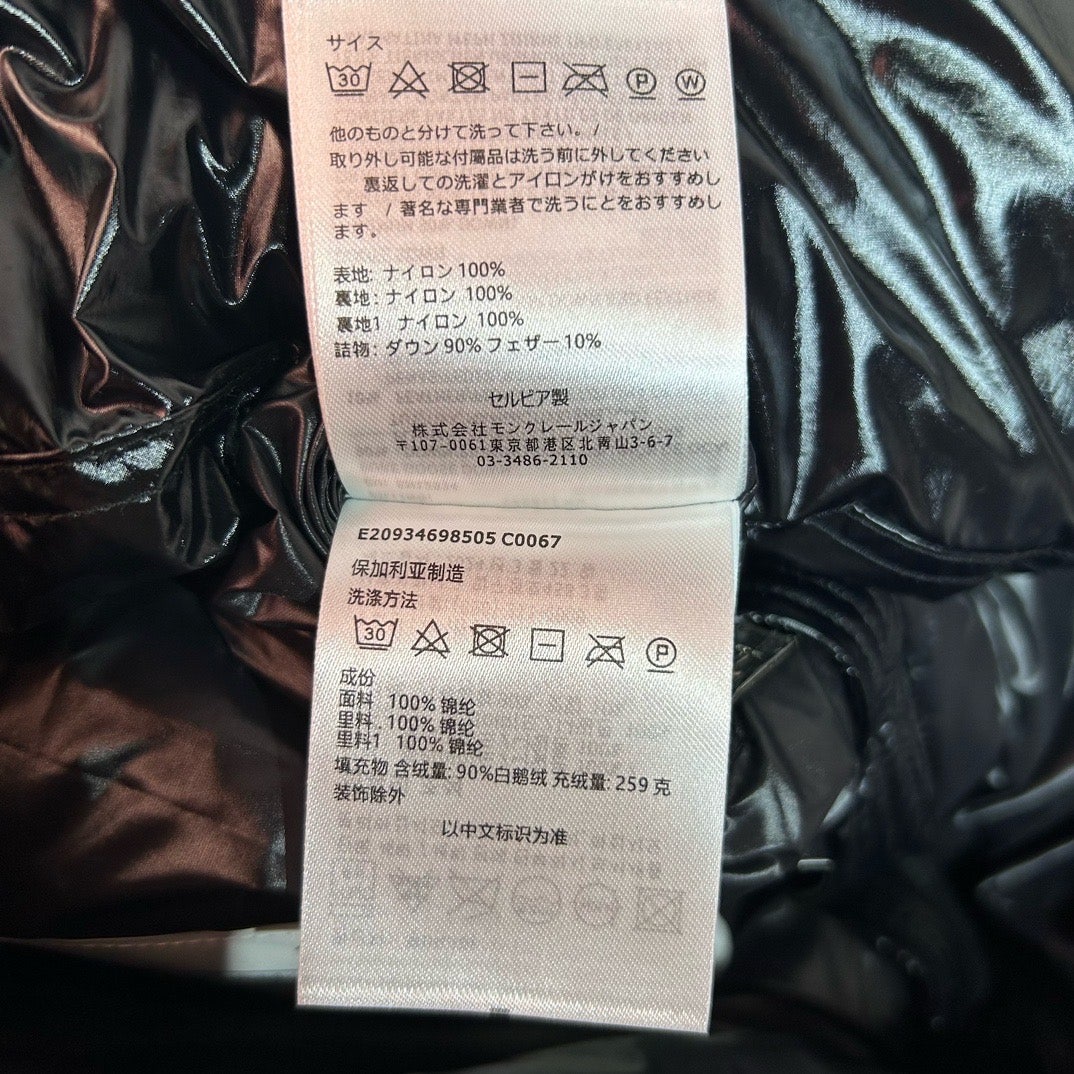 サイズ
30
P
W
他のものと分けて洗って下さい。/
取り外し可能な付属品は洗う前に外してください
裏返しての洗濯とアイロンがけをおすすめし
ます / 著名な専門業者で洗うにとをおすすめし
ます。
表地: ナイロン 100%
裏地: ナイロン 100%
裏地1 ナイロン 100%
詰物: ダウン 90% フェザー 10%
セルビア製
株式会社モンクレールジャパン
〒107-0061東京都港区北青山3-6-7
03-3486-2110
E20934698505 C0067
保加利亚制造
洗涤方法
30
P
成份
面料 100% 锦纶
里料 . 100% 锦纶
里料1 100% 锦纶
填充物 含绒量: 90%白鹅绒 充绒量: 259 克
装饰除外
以中文标识为准